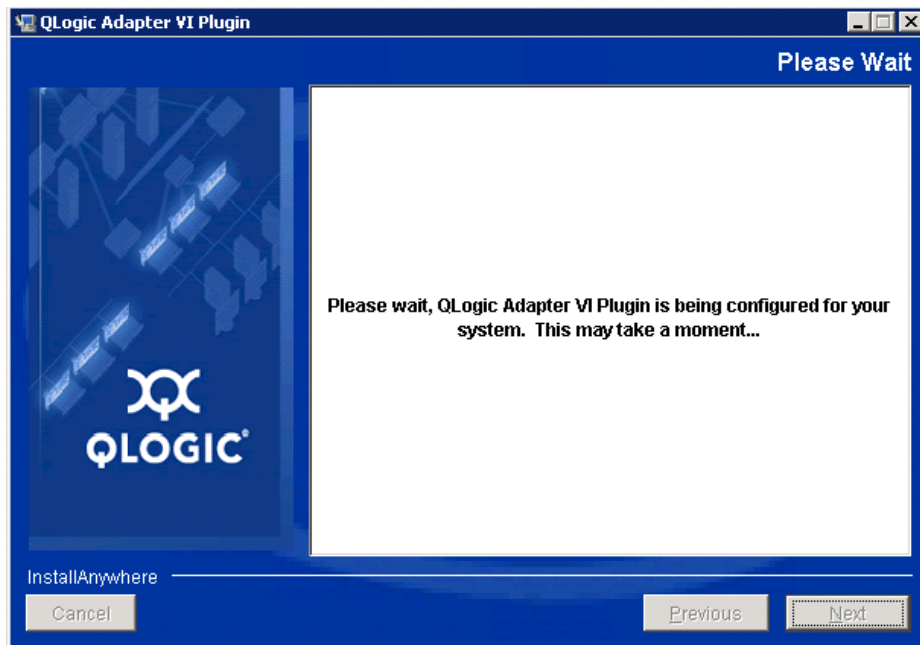 QLogic Adapter VI Plugin
Please Wait
Please wait, QLogic Adapter VI Plugin is being configured for your
system. This may take a moment...
QLOGIC®
InstallAnywhere
Cancel
Previous
Next